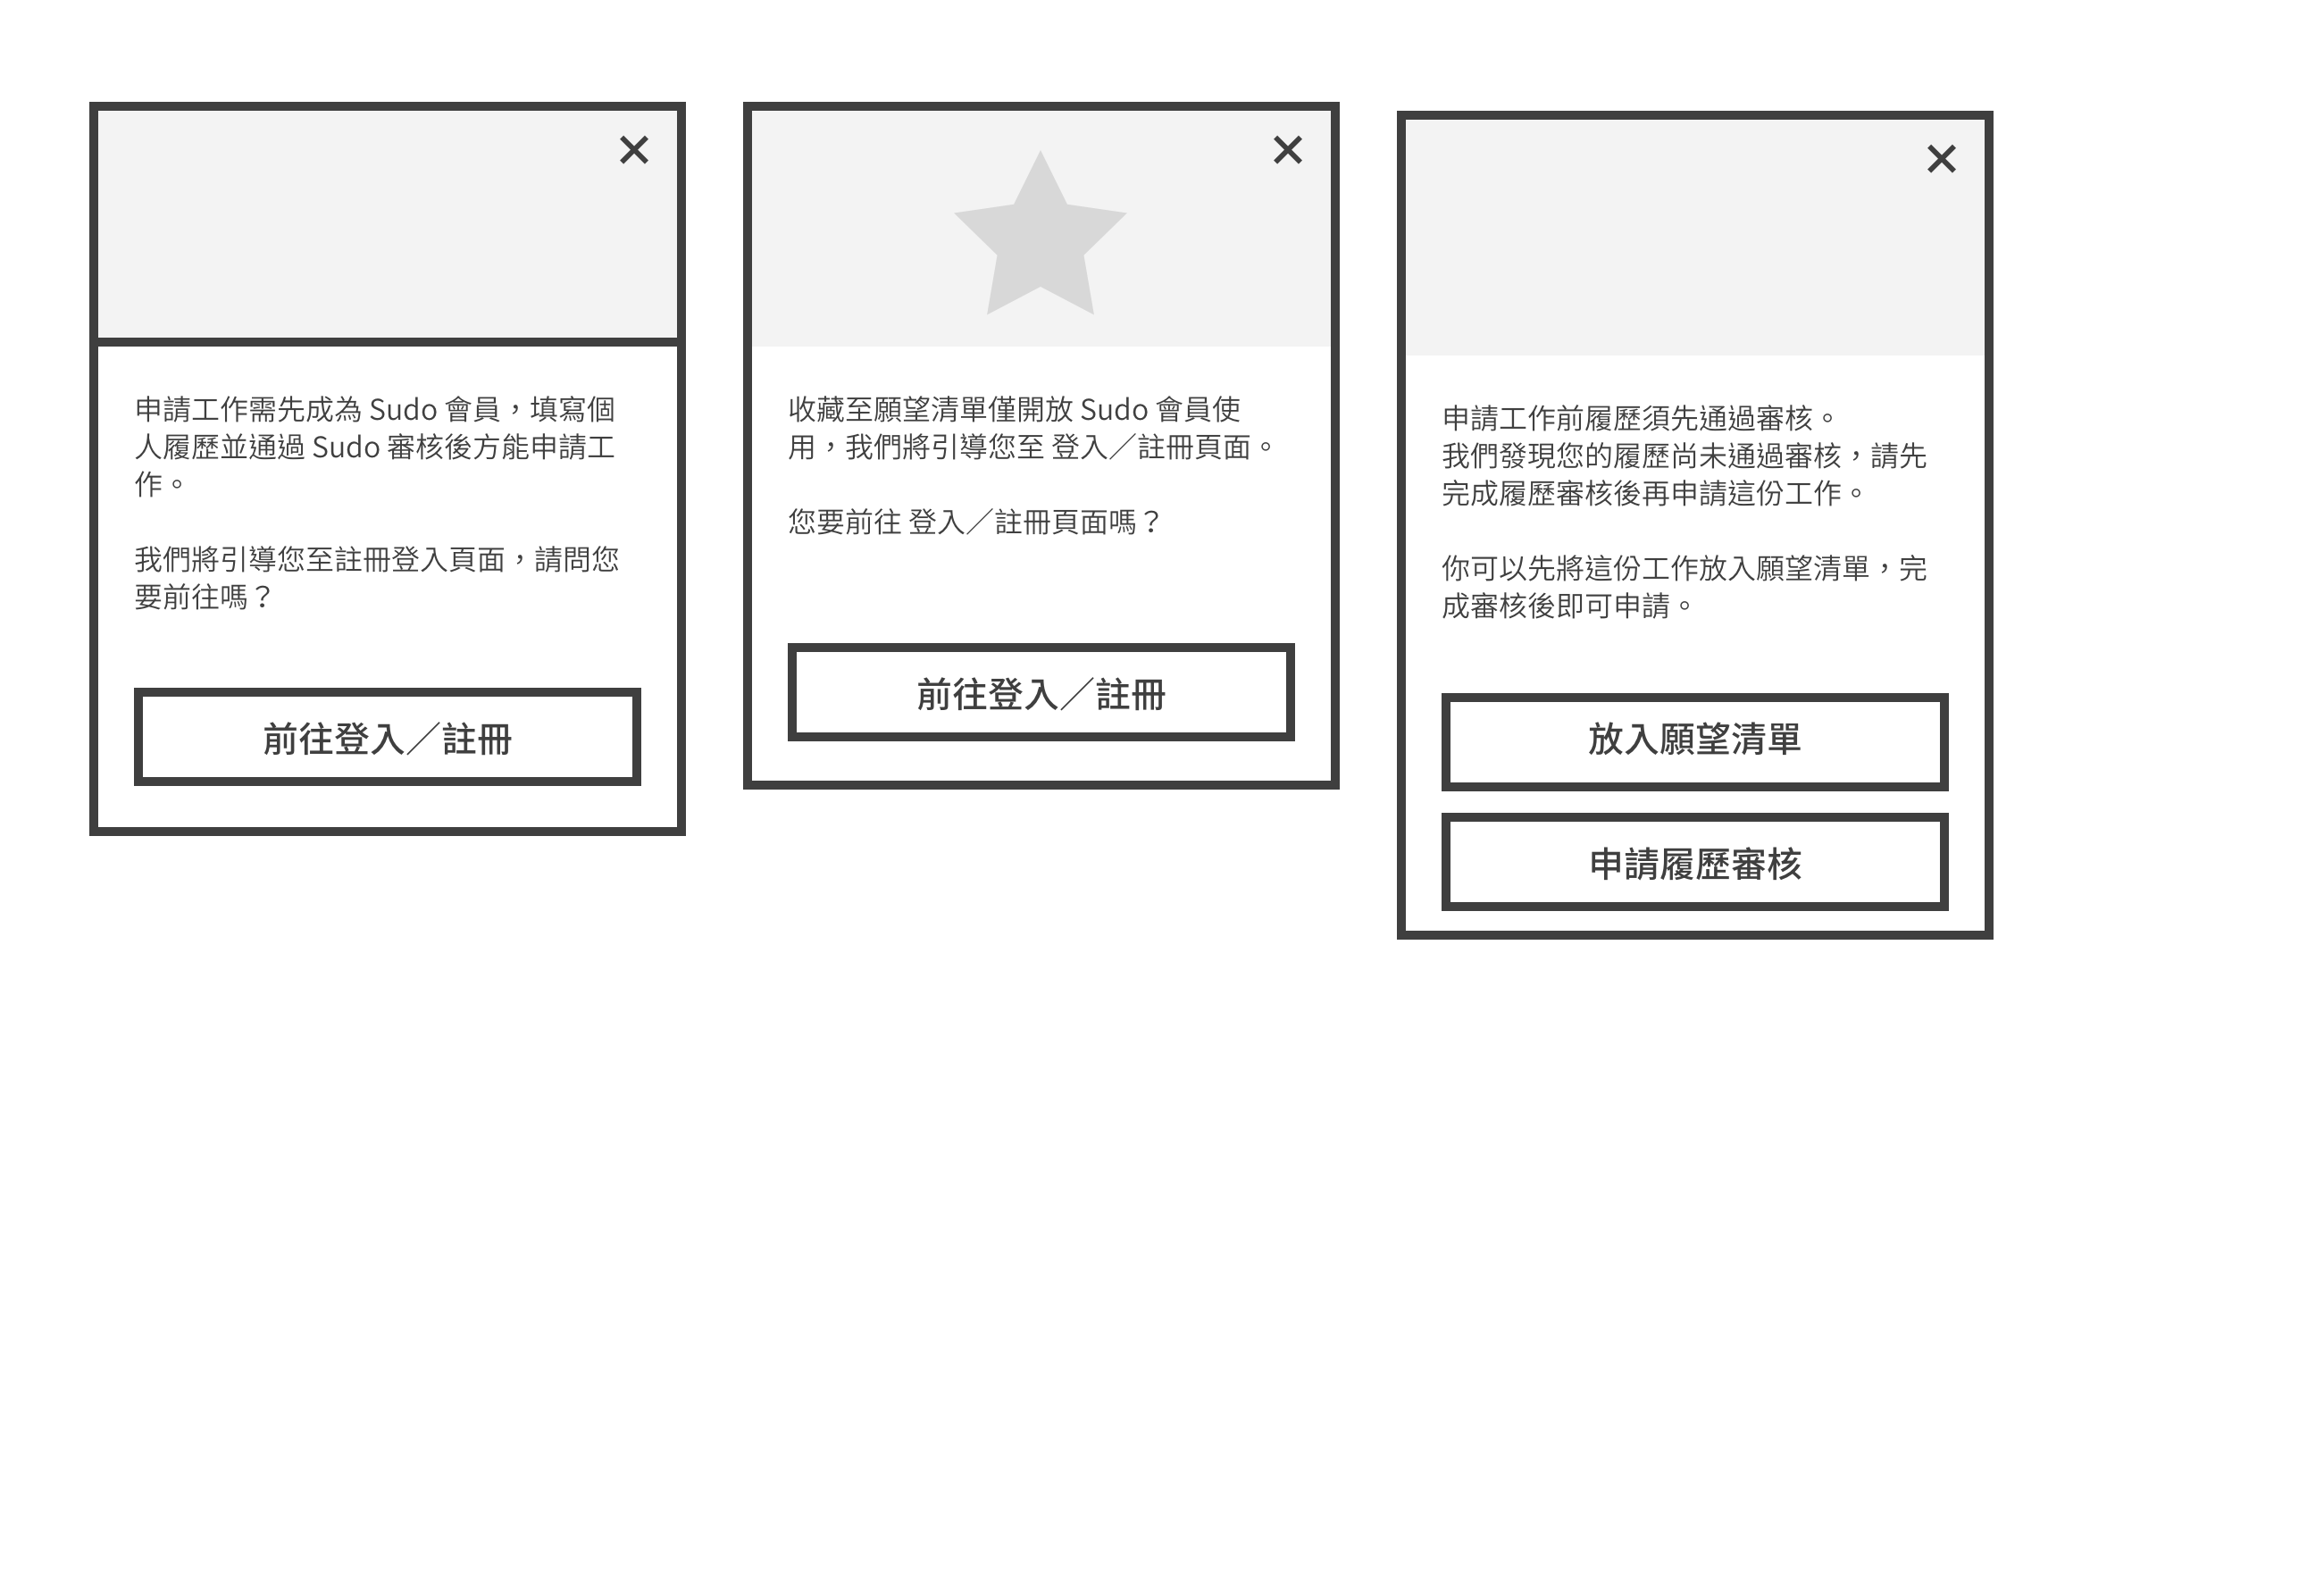 申請工作需先成為 Sudo 會員，填寫個
人履歷並通過 Sudo 審核後方能申請工
作。
我們將引導您至註冊登入頁面，請問您
要前往嗎？
前往登入／註冊
收藏至願望清單僅開放 Sudo 會員使
用，我們將引導您至 登入／註冊頁面。
您要前往 登入／註冊頁面嗎？
前往登入／註冊
申請工作前履歷須先通過審核。
我們發現您的履歷尚未通過審核，請先
完成履歷審核後再申請這份工作。
你可以先將這份工作放入願望清單，完
成審核後即可申請。
放入願望清單
申請履歷審核